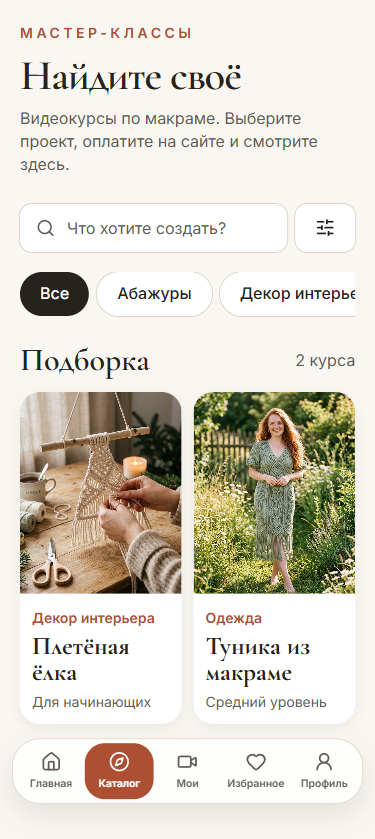 МАСТЕР-КЛАССЫ
Найдите своё
Видеокурсы по макраме. Выберите
проект, оплатите на сайте и смотрите
здесь.
Что хотите создать?
Все Абажуры Декор интерье
Подборка 2 курса
Декор интерьера Одежда
Плетёная Туника из
ёлка макраме
Для начинающих Средний уровень
Главная Каталог Мои Избранное Профиль